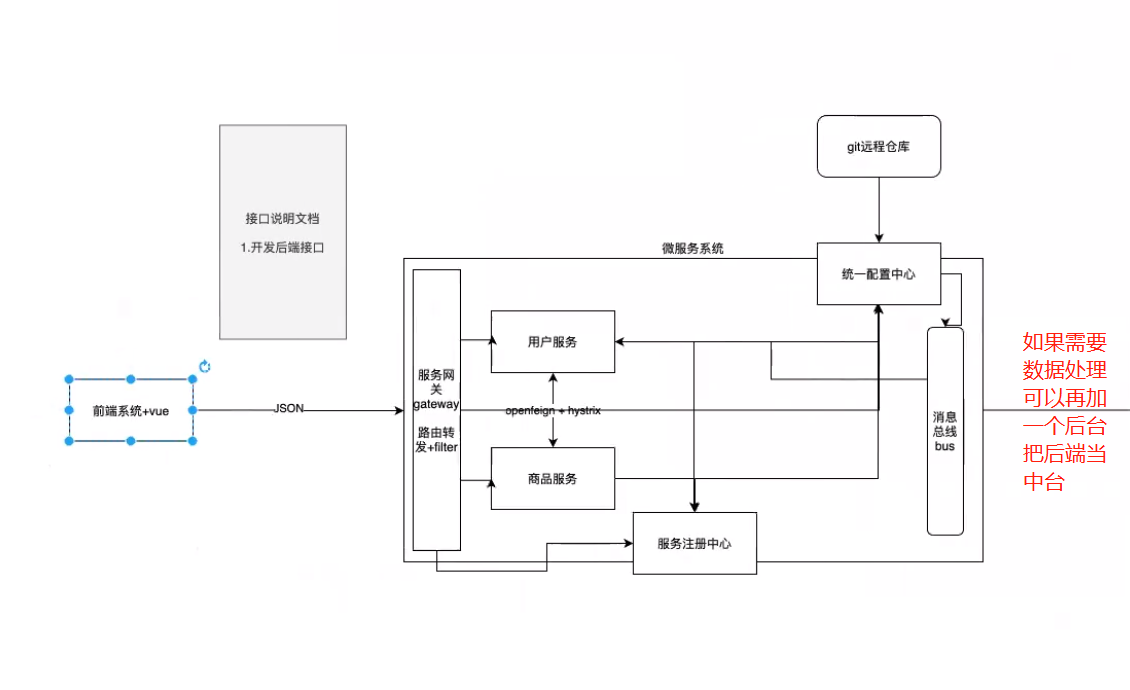 git远程仓库
接口说明文档
1.开发后端接口
微服务系统
统一配置中心
用户服务
服务网
关
gateway
路由转
发+filter
前端系统+vue
JSON
openfeign + hystrix
商品服务
服务注册中心
消息
总线
bus
如果需要
数据处理
可以再加
一个后台
把后端当
中台